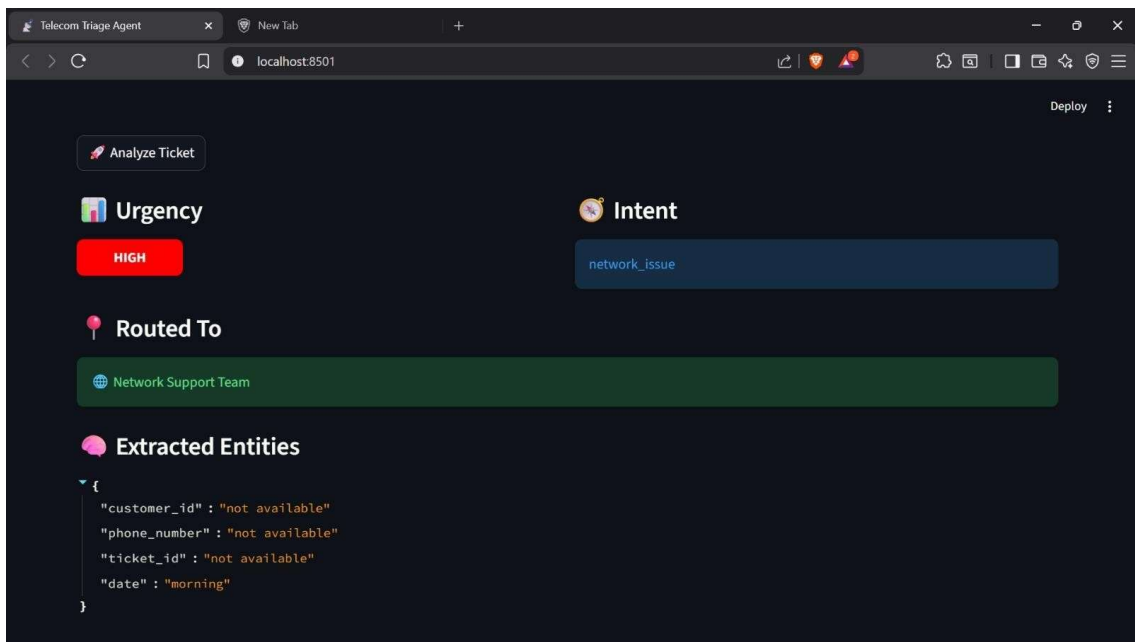 Telecom Triage Agent
New Tab
localhost:8501
Deploy
Analyze Ticket
Urgency
Intent
HIGH
network_issue
Routed To
Network Support Team
Extracted Entities
{
"customer_id" : "not available"
"phone_number" : "not available"
"ticket_id" : "not available"
"date" : "morning"
}